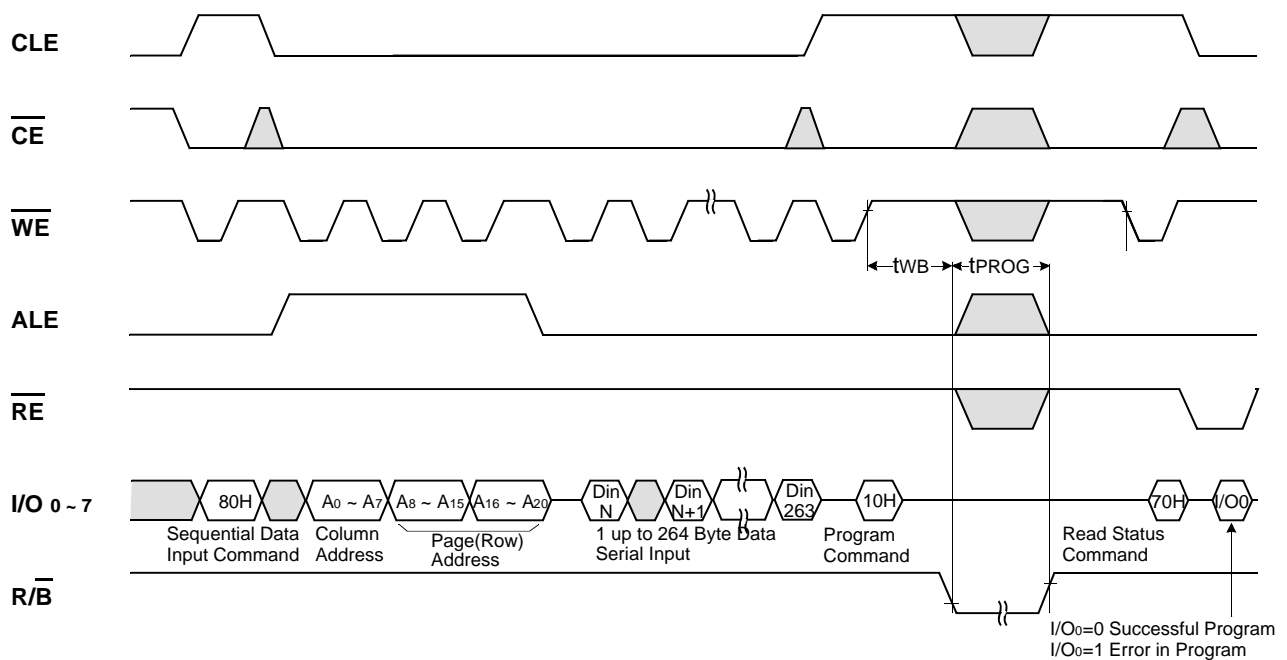 CLE
CE
WE
tWB tPROG
ALE
RE
I/O 0 ~ 7
80H A0 ~ A7 A8 ~ A15 A16 ~ A20 Din N Din N+1 Din 263 10H 70H I/O0
Sequential Data Input Command
Column Address
Page(Row) Address
1 up to 264 Byte Data Serial Input
Program Command
Read Status Command
R/B
I/O0=0 Successful Program
I/O0=1 Error in Program